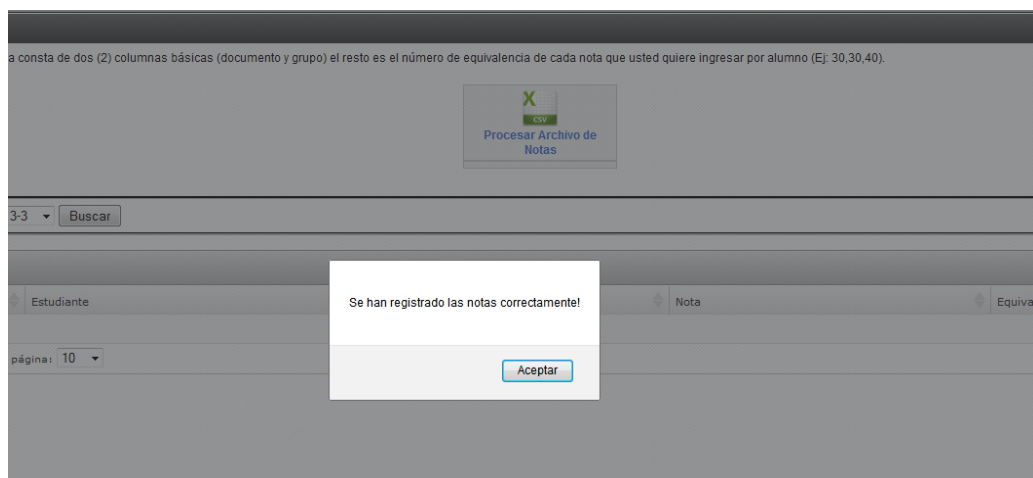 a consta de dos (2) columnas básicas (documento y grupo) el resto es el número de equivalencia de cada nota que usted quiere ingresar por alumno (Ej: 30,30,40).
X
CSV
Procesar Archivo de
Notas
3-3 Buscar
Estudiante Nota Equiva
Se han registrado las notas correctamente!
página: 10
Aceptar